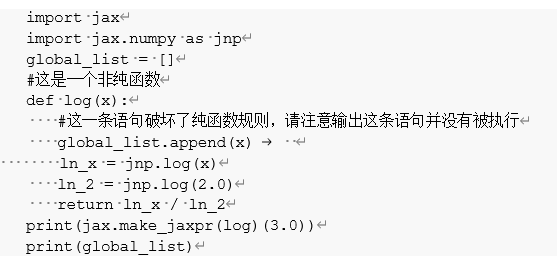 import jax
import jax.numpy as jnp
global_list = []
#这是一个非纯函数
def log(x):
    #这一条语句破坏了纯函数规则，请注意输出这条语句并没有被执行
    global_list.append(x)
        ln_x = jnp.log(x)
    ln_2 = jnp.log(2.0)
    return ln_x / ln_2
print(jax.make_jaxpr(log)(3.0))
print(global_list)